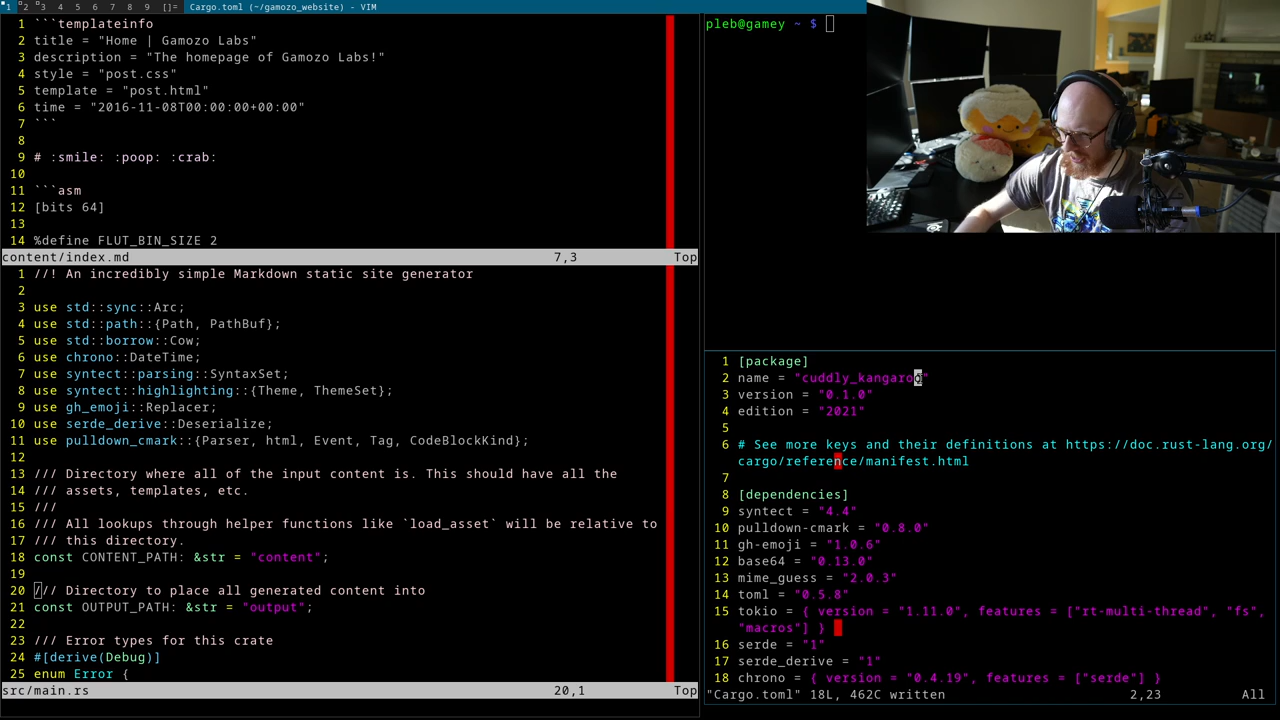 1 2 3 4 5 6 7 8 9 []= Cargo.toml (~/gamozo_website) - VIM
1 ```templateinfo
2 title = "Home | Gamozo Labs"
3 description = "The homepage of Gamozo Labs!"
4 style = "post.css"
5 template = "post.html"
6 time = "2016-11-08T00:00:00+00:00"
7 ```
8
9 # :smile: :poop: :crab:
10
11 ```asm
12 [bits 64]
13
14 %define FLUT_BIN_SIZE 2
content/index.md 7,3 Top
1 //! An incredibly simple Markdown static site generator
2
3 use std::sync::Arc;
4 use std::path::{Path, PathBuf};
5 use std::borrow::Cow;
6 use chrono::DateTime;
7 use syntect::parsing::SyntaxSet;
8 use syntect::highlighting::{Theme, ThemeSet};
9 use gh_emoji::Replacer;
10 use serde_derive::Deserialize;
11 use pulldown_cmark::{Parser, html, Event, Tag, CodeBlockKind};
12
13 /// Directory where all of the input content is. This should have all the
14 /// assets, templates, etc.
15 ///
16 /// All lookups through helper functions like `load_asset` will be relative to
17 /// this directory.
18 const CONTENT_PATH: &str = "content";
19
20 /// Directory to place all generated content into
21 const OUTPUT_PATH: &str = "output";
22
23 /// Error types for this crate
24 #[derive(Debug)]
25 enum Error {
src/main.rs 20,1 Top
pleb@gamey ~ $
1 [package]
2 name = "cuddly_kangaroo"
3 version = "0.1.0"
4 edition = "2021"
5
6 # See more keys and their definitions at https://doc.rust-lang.org/
cargo/reference/manifest.html
7
8 [dependencies]
9 syntect = "4.4"
10 pulldown-cmark = "0.8.0"
11 gh-emoji = "1.0.6"
12 base64 = "0.13.0"
13 mime_guess = "2.0.3"
14 toml = "0.5.8"
15 tokio = { version = "1.11.0", features = ["rt-multi-thread", "fs",
"macros"] }
16 serde = "1"
17 serde_derive = "1"
18 chrono = { version = "0.4.19", features = ["serde"] }
"Cargo.toml" 18L, 462C written 2,23 All